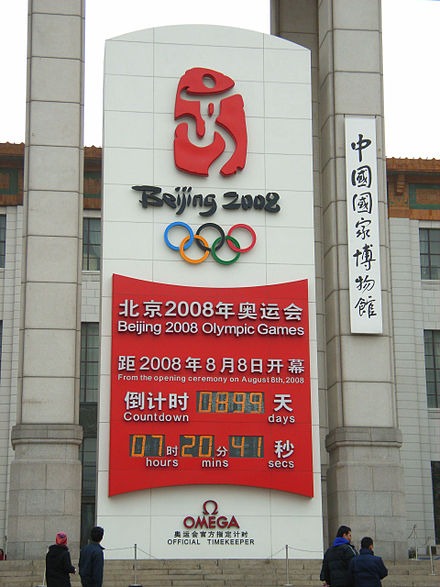 Beijing 2008
北京2008年奥运会
Beijing 2008 Olympic Games
距2008年8月8日开幕
From the opening ceremony on August 8th, 2008
倒计时 0899 天
Countdown days
07 时 20 分 41 秒
hours mins secs
Ω
OMEGA
奥运会官方指定计时
OFFICIAL TIMEKEEPER
中國國家博物館